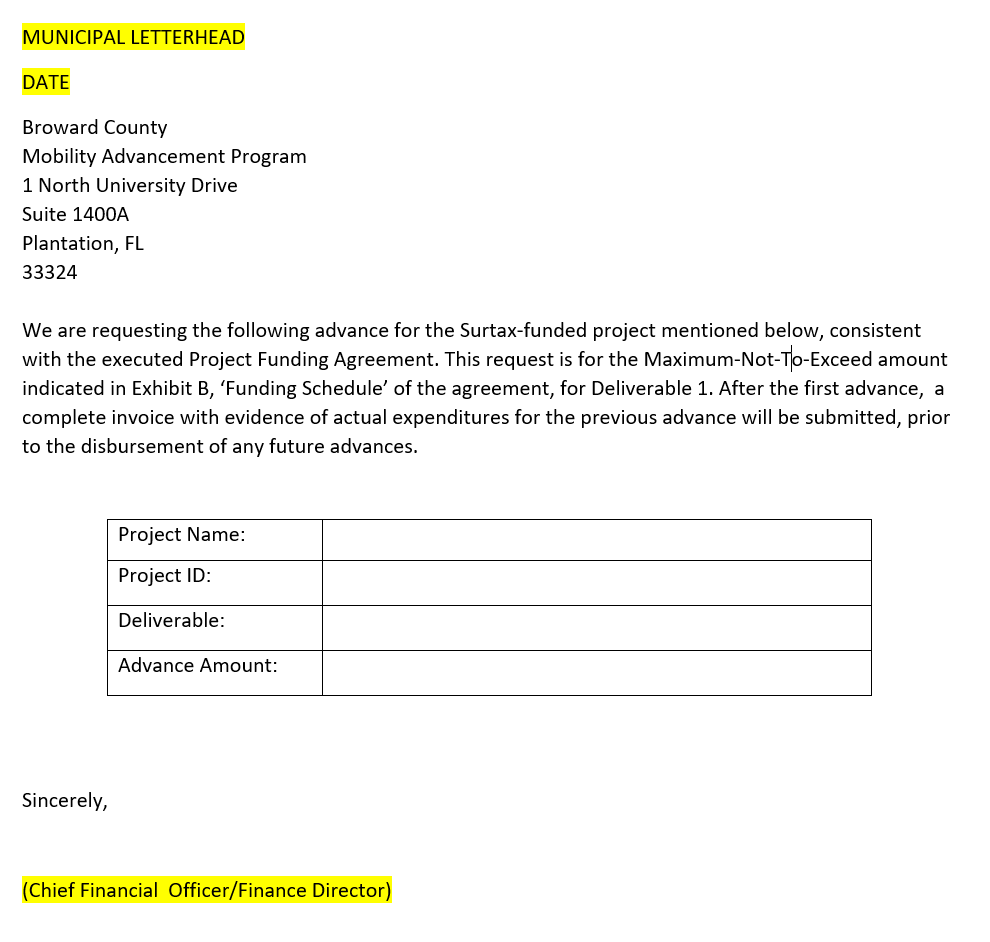 MUNICIPAL LETTERHEAD
DATE
Broward County
Mobility Advancement Program
1 North University Drive
Suite 1400A
Plantation, FL
33324
We are requesting the following advance for the Surtax-funded project mentioned below, consistent
with the executed Project Funding Agreement. This request is for the Maximum-Not-To-Exceed amount
indicated in Exhibit B, ‘Funding Schedule’ of the agreement, for Deliverable 1. After the first advance,  a
complete invoice with evidence of actual expenditures for the previous advance will be submitted, prior
to the disbursement of any future advances.
Project Name:
Project ID:
Deliverable:
Advance Amount:
Sincerely,
(Chief Financial  Officer/Finance Director)